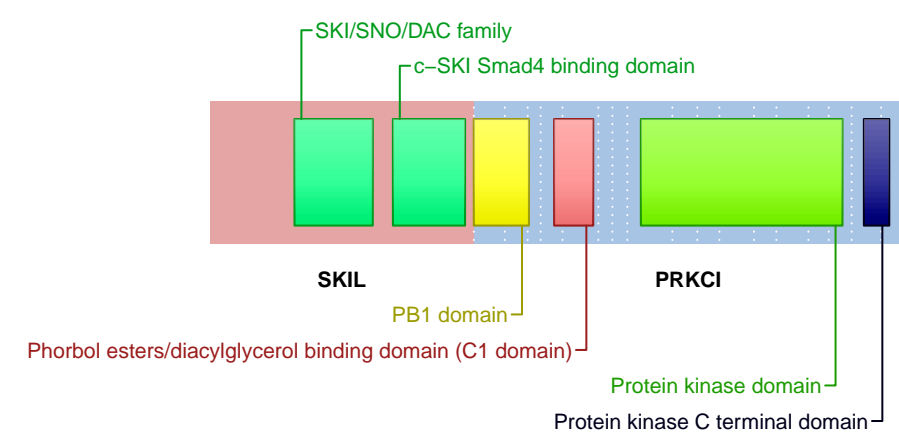 SKI/SNO/DAC family
c−SKI Smad4 binding domain
SKIL
PRKCI
PB1 domain
Phorbol esters/diacylglycerol binding domain (C1 domain)
Protein kinase domain
Protein kinase C terminal domain